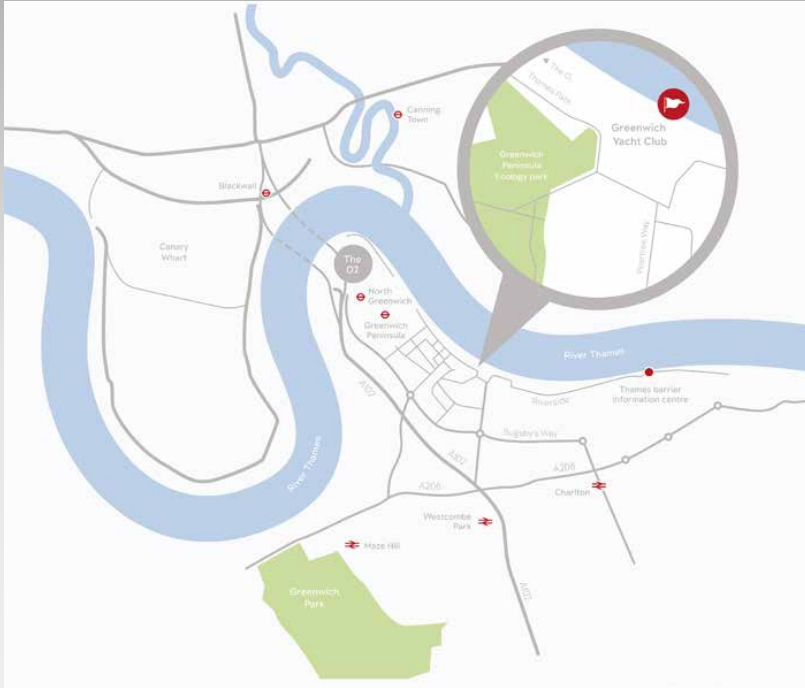 Canning
Town
Blackwall
Canary
Wharf
The
O2
North
Greenwich
Greenwich
Peninsula
The O2
Thames Path
Greenwich
Yacht Club
Greenwich
Peninsula
Ecology park
Peartree Way
River Thames
Thames barrier
information centre
Riverside
Bugsby's Way
A102
A102
A206
A206
Charlton
River Thames
Westcombe
Park
Maze Hill
Greenwich
Park
A102